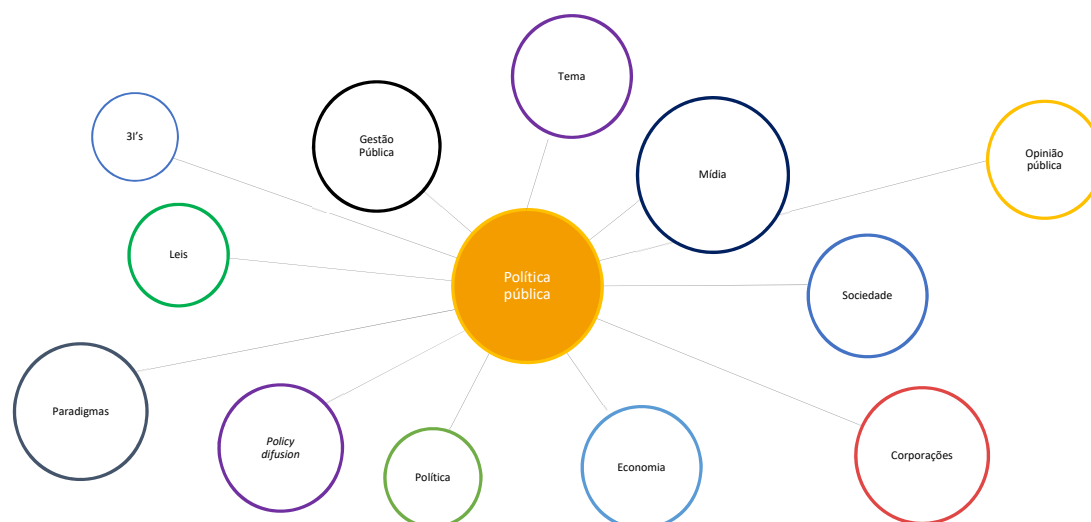 Tema
3I's
Gestão
Pública
Mídia
Opinião
pública
Leis
Política
pública
Sociedade
Paradigmas
Policy
difusion
Política
Economia
Corporações